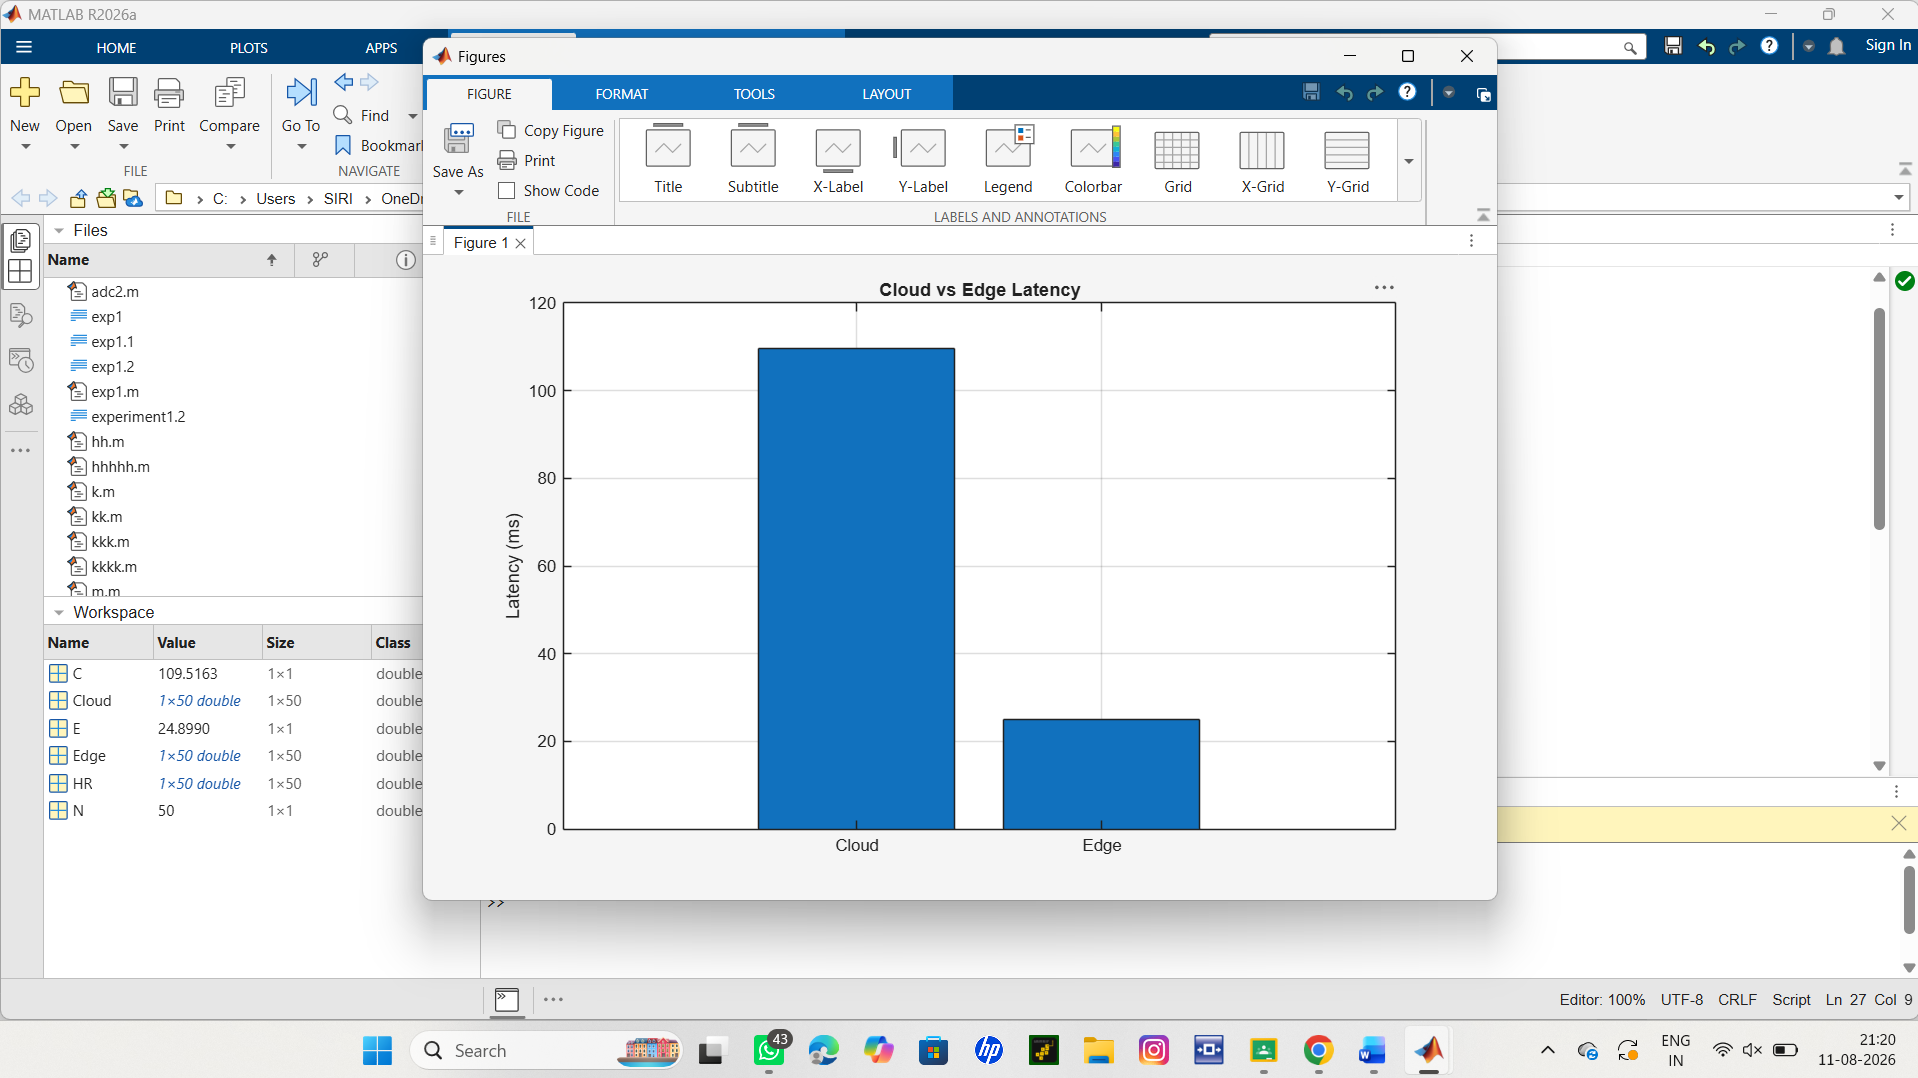 MATLAB R2026a
HOME
PLOTS
APPS
Sign In
New
Open
Save
Print
Compare
Go To
Find
Bookmar
FILE
NAVIGATE
C:
Users
SIRI
OneDr
Files
Name
adc2.m
exp1
exp1.1
exp1.2
exp1.m
experiment1.2
hh.m
hhhhh.m
k.m
kk.m
kkk.m
kkkk.m
m.m
Workspace
Name Value Size Class
C 109.5163 1×1 double
Cloud 1×50 double 1×50 double
E 24.8990 1×1 double
Edge 1×50 double 1×50 double
HR 1×50 double 1×50 double
N 50 1×1 double
Figures
FIGURE
FORMAT
TOOLS
LAYOUT
Save As
Copy Figure
Print
Show Code
FILE
Title
Subtitle
X-Label
Y-Label
Legend
Colorbar
Grid
X-Grid
Y-Grid
LABELS AND ANNOTATIONS
Figure 1
Cloud vs Edge Latency
120
100
80
60
40
20
0
Latency (ms)
Cloud
Edge
>>
Editor: 100% UTF-8 CRLF Script Ln 27 Col 9
Search
43
ENG
IN
21:20
11-08-2026